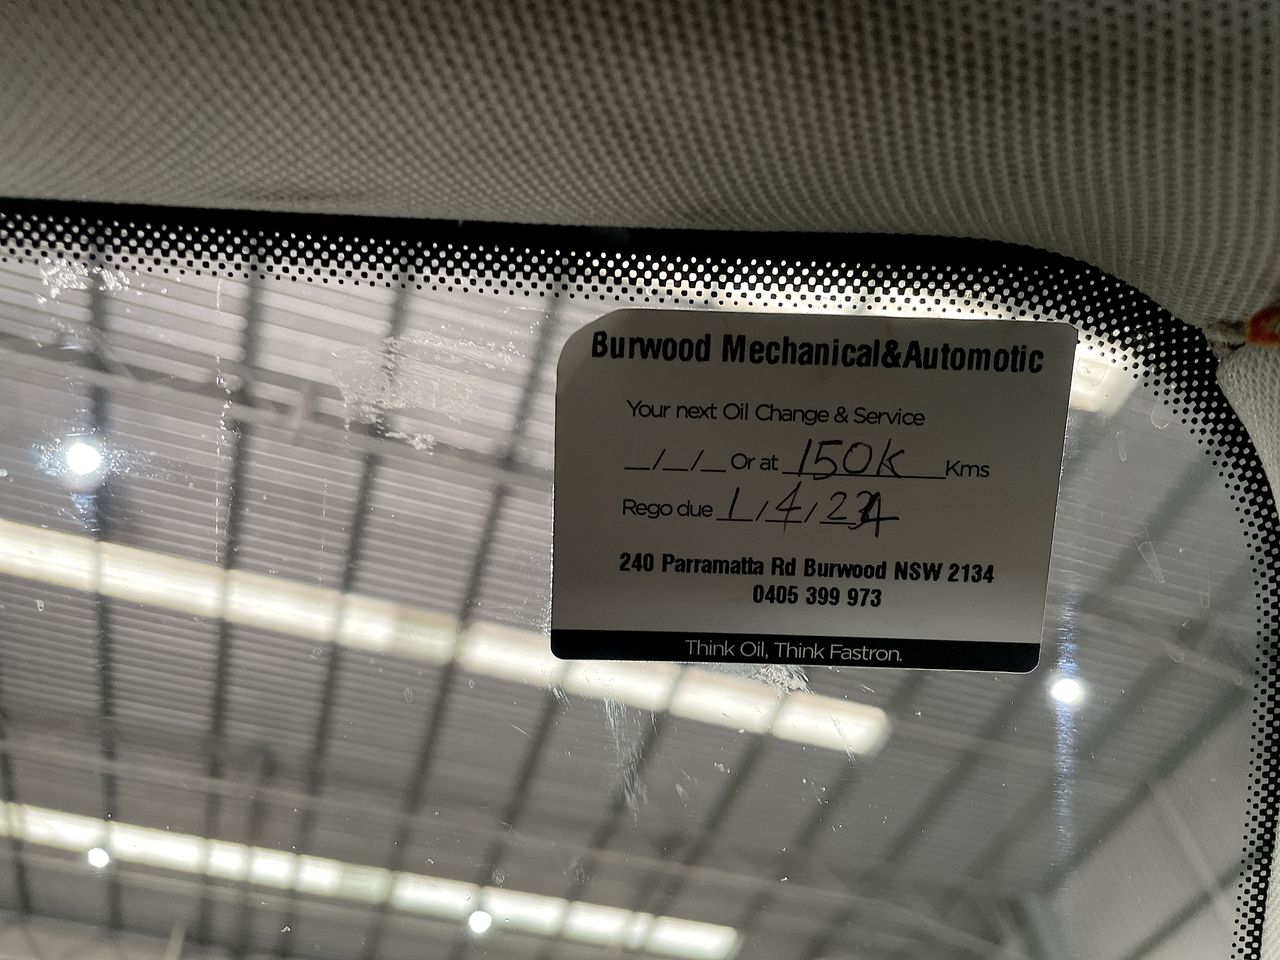 Burwood Mechanical&Automotic
Your next Oil Change & Service
_/_/_ Or at 150K Kms
Rego due 1/4/224
240 Parramatta Rd Burwood NSW 2134
0405 399 973
Think Oil, Think Fastron.